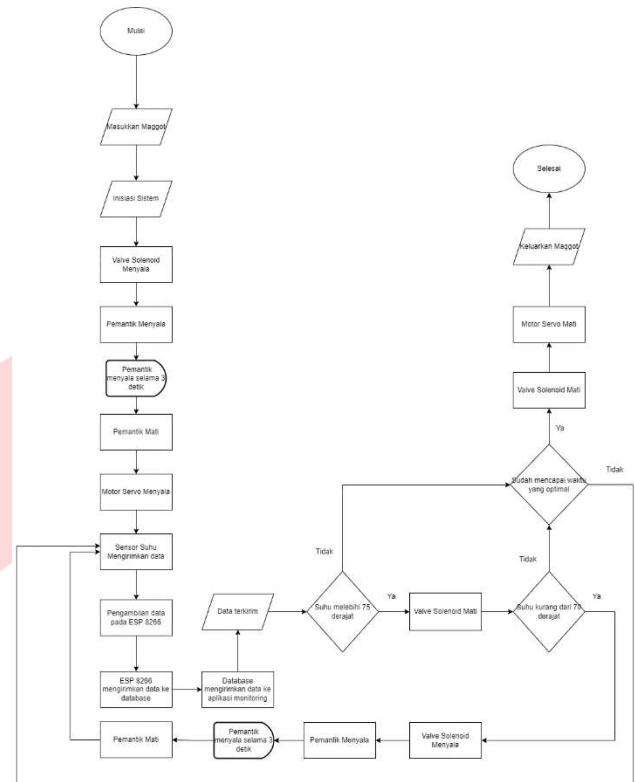 Mulai
Masukkan Maggot
Inisiasi Sistem
Valve Solenoid
Menyala
Pemantik Menyala
Pemantik
menyala selama 3
detik
Pemantik Mati
Motor Servo Menyala
Sensor Suhu
Mengirimkan data
Pengambilan data
pada ESP 8266
ESP 8266
mengirimkan data ke
database
Database
mengirimkan data ke
aplikasi monitoring
Data terkirim
Suhu melebihi 75
derajat
Tidak
Ya
Valve Solenoid Mati
Suhu kurang dari 70
derajat
Tidak
Ya
Valve Solenoid
Menyala
Pemantik Menyala
Pemantik
menyala selama 3
detik
Pemantik Mati
Sudah mencapai waktu
yang optimal
Tidak
Ya
Valve Solenoid Mati
Motor Servo Mati
Keluarkan Maggot
Selesai